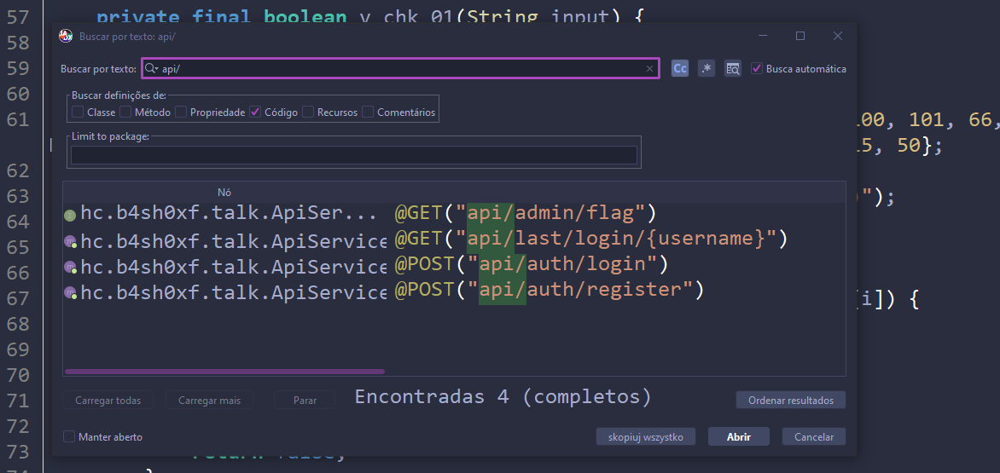 57 private final boolean v_chk_01(String input) {
58
Buscar por texto: api/
59
Buscar por texto: api/ Cc .* Busca automática
60
Buscar definições de:
Classe Método Propriedade Código Recursos Comentários
61 100, 101, 66,
Limit to package:
50};
62
Nó
63 ");
hc.b4sh0xf.talk.ApiSer... @GET("api/admin/flag")
64
hc.b4sh0xf.talk.ApiService @GET("api/last/login/{username}")
65
hc.b4sh0xf.talk.ApiService @POST("api/auth/login")
66
hc.b4sh0xf.talk.ApiService @POST("api/auth/register")
67 i]) {
68
69
70
71 Carregar todas Carregar mais Parar Encontradas 4 (completos) Ordenar resultados
72
Manter aberto skopiuj wszystko Abrir Cancelar
73 return false;
74 }